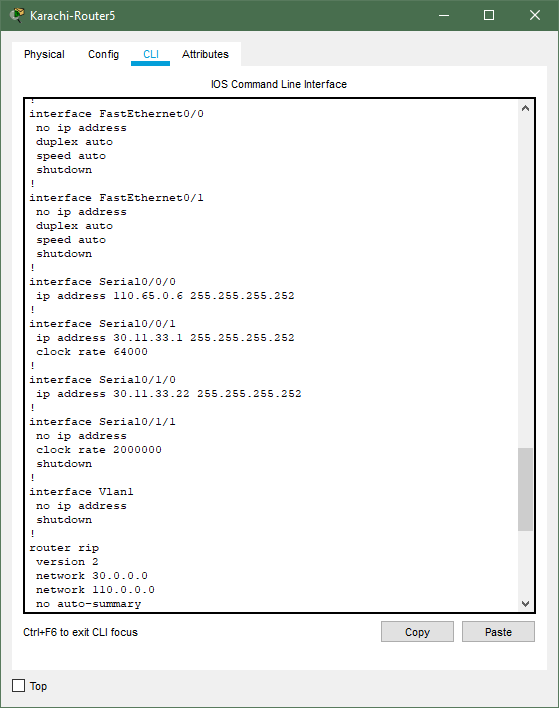 Karachi-Router5
Physical Config CLI Attributes
IOS Command Line Interface
!
interface FastEthernet0/0
 no ip address
 duplex auto
 speed auto
 shutdown
!
interface FastEthernet0/1
 no ip address
 duplex auto
 speed auto
 shutdown
!
interface Serial0/0/0
 ip address 110.65.0.6 255.255.255.252
!
interface Serial0/0/1
 ip address 30.11.33.1 255.255.255.252
 clock rate 64000
!
interface Serial0/1/0
 ip address 30.11.33.22 255.255.255.252
!
interface Serial0/1/1
 no ip address
 clock rate 2000000
 shutdown
!
interface Vlan1
 no ip address
 shutdown
!
router rip
 version 2
 network 30.0.0.0
 network 110.0.0.0
 no auto-summary
Ctrl+F6 to exit CLI focus
Copy Paste
Top